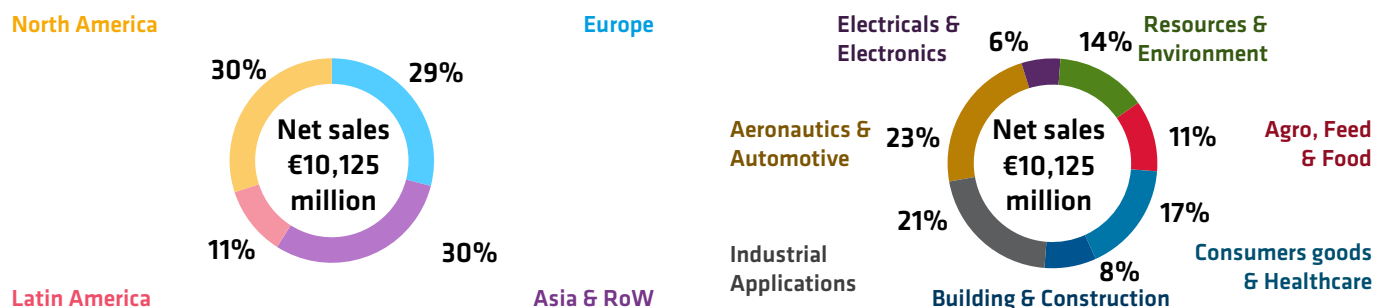 North America
Europe
30%
29%
Net sales
€10,125
million
11%
30%
Latin America
Asia & RoW
Electricals &
Electronics
6%
14%
Resources &
Environment
Aeronautics &
Automotive
23%
Net sales
€10,125
million
11%
Agro, Feed
& Food
21%
17%
Industrial
Applications
8%
Consumers goods
& Healthcare
Building & Construction